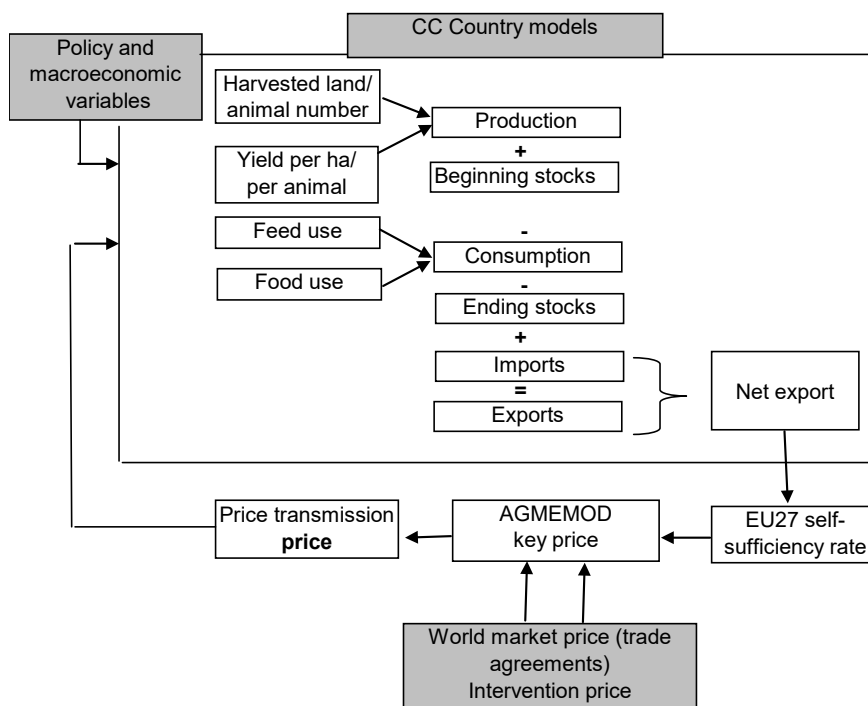 CC Country models
Policy and
macroeconomic
variables
Harvested land/
animal number
Production
+
Yield per ha/
per animal
Beginning stocks
Feed use
-
Consumption
Food use
-
Ending stocks
+
Imports
=
Exports
Net export
Price transmission
price
AGMEMOD
key price
EU27 self-
sufficiency rate
World market price (trade
agreements)
Intervention price